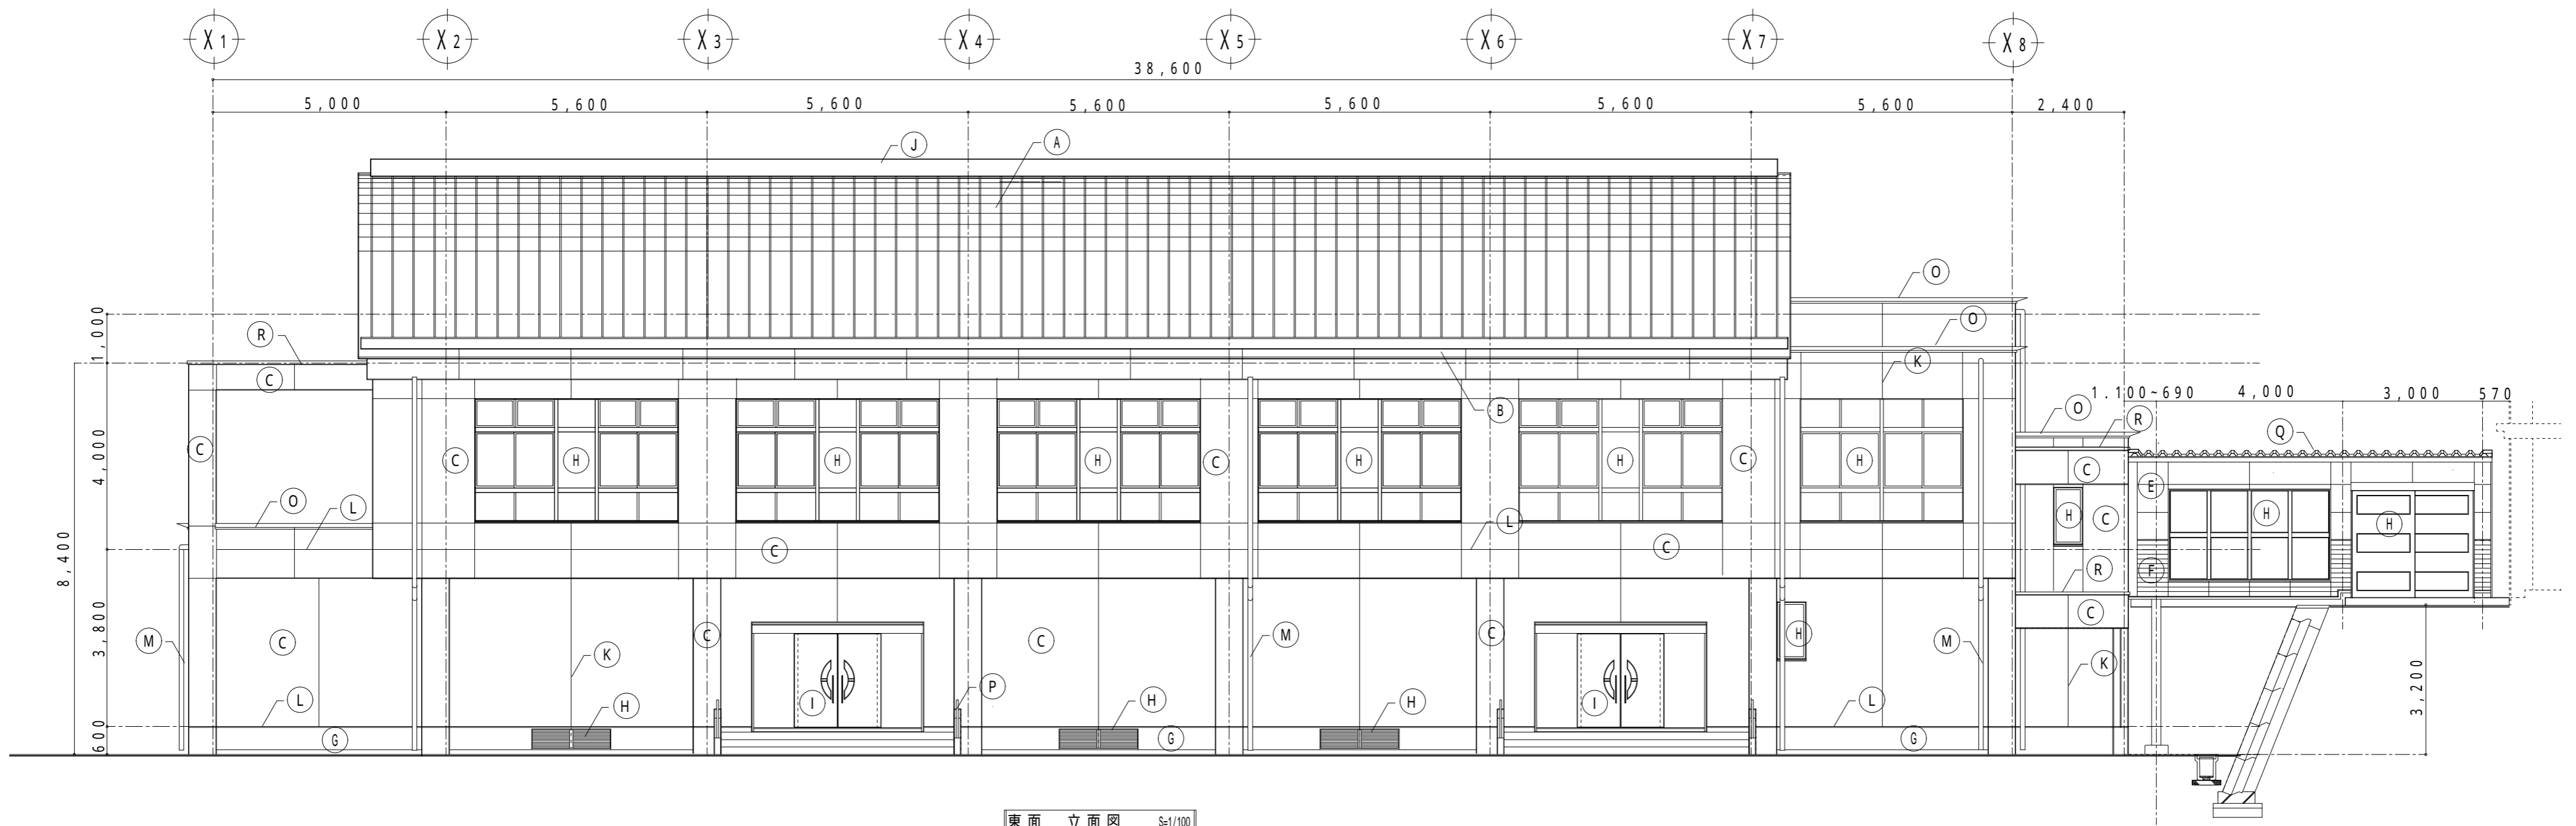 X1 X2 X3 X4 X5 X6 X7 X8
38,600
5,000 5,600 5,600 5,600 5,600 5,600 5,600 2,400
J A
O
O
R
K
C
1.100~690 4,000 3,000 570
B O R Q
C C H H H C H H C H C
E
O L L H C H H
C C
F R
C
M C K C C M C H M K
I P I
L H H H L
G G G
1,000
4,000
8,400
3,800
600
3,200
東面 立面図 S=1/100